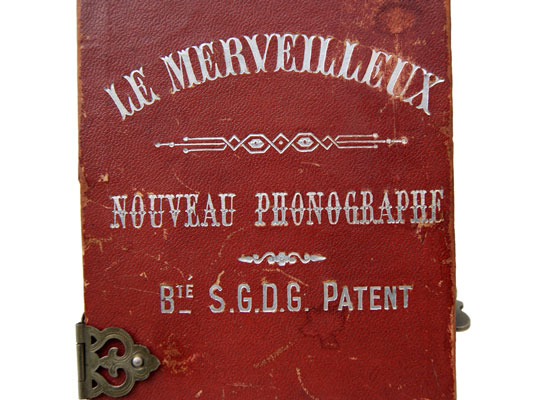 LE MERVEILLEUX
NOUVEAU PHONOGRAPHE
BTÉ S.G.D.G. PATENT